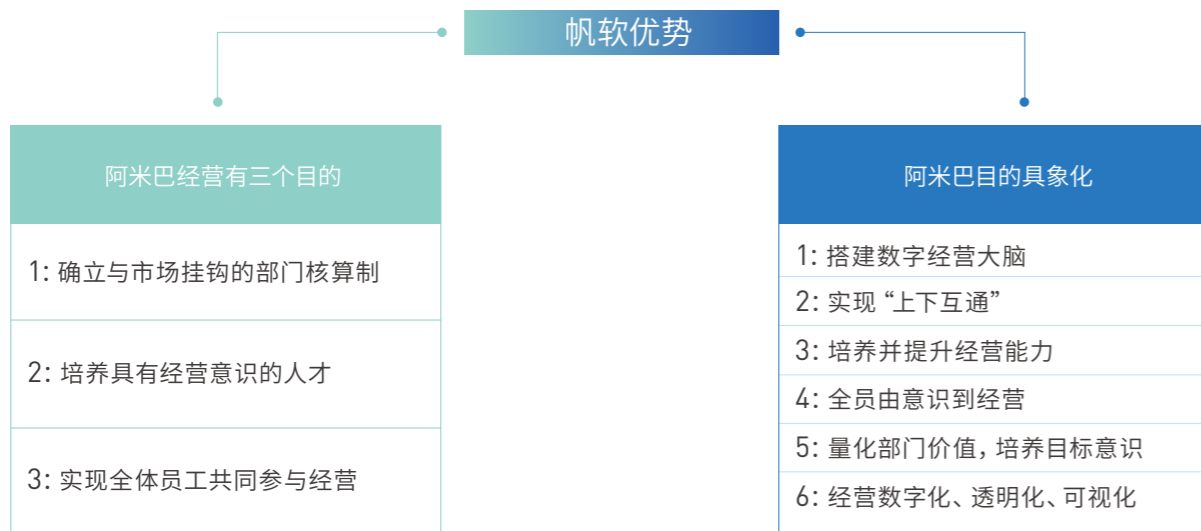 帆软优势
阿米巴经营有三个目的
1: 确立与市场挂钩的部门核算制
2: 培养具有经营意识的人才
3: 实现全体员工共同参与经营
阿米巴目的具象化
1: 搭建数字经营大脑
2: 实现 “上下互通”
3: 培养并提升经营能力
4: 全员由意识到经营
5: 量化部门价值，培养目标意识
6: 经营数字化、透明化、可视化